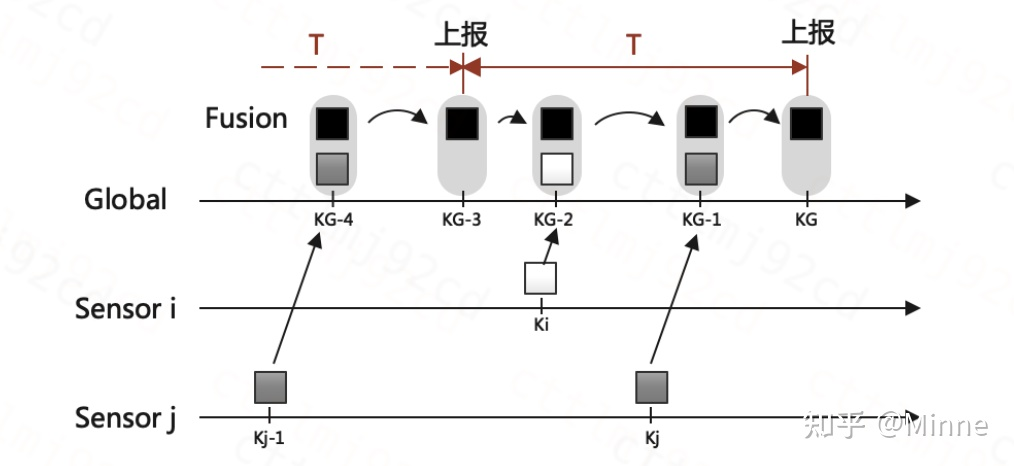 上报
上报
T
T
Fusion
Global
KG-4
KG-3
KG-2
KG-1
KG
Sensor i
Ki
Sensor j
Kj-1
Kj
知乎 @Minne